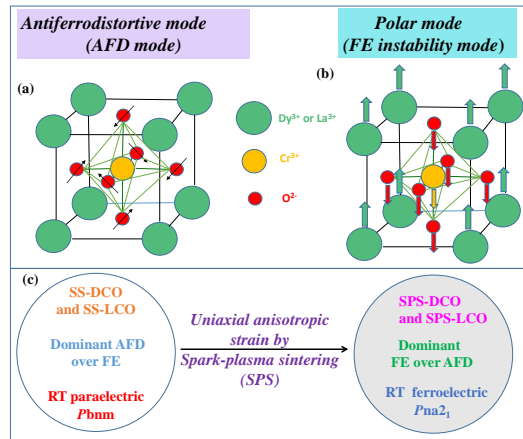 Antiferrodistortive mode
(AFD mode)
Polar mode
(FE instability mode)
(a)
(b)
Dy³⁺ or La³⁺
Cr³⁺
O²⁻
(c)
SS-DCO
and SS-LCO
Dominant AFD
over FE
RT paraelectric
Pbnm
Uniaxial anisotropic
strain by
Spark-plasma sintering
(SPS)
SPS-DCO
and SPS-LCO
Dominant
FE over AFD
RT ferroelectric
Pna2₁